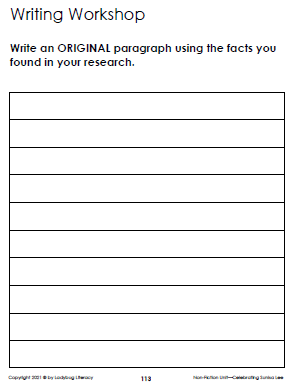 Writing Workshop
Write an ORIGINAL paragraph using the facts you
found in your research.
Copyright 2021 © by Ladybug Literacy
113
Non-Fiction Unit—Celebrating Sunisa Lee